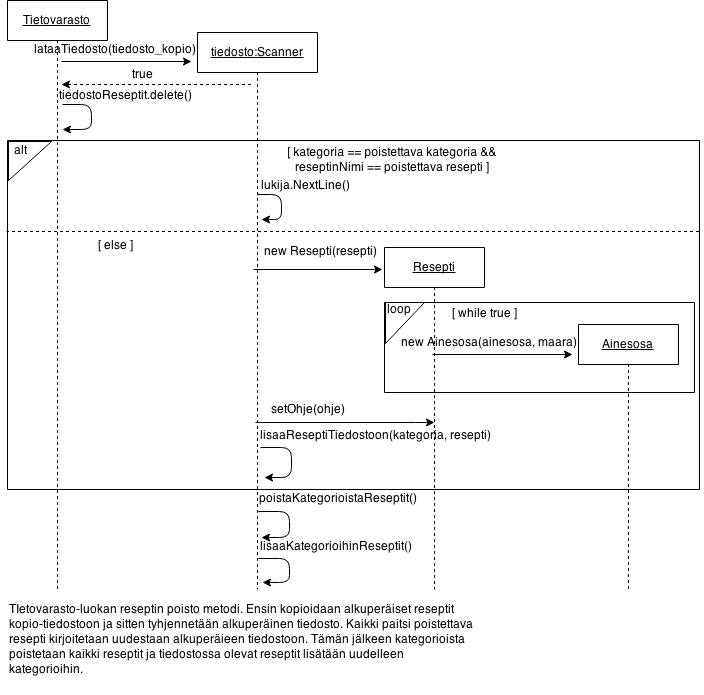 Tietovarasto
lataaTiedosto(tiedosto_kopio)
tiedosto:Scanner
true
tiedostoReseptit.delete()
alt
[ kategoria == poistettava kategoria &&
reseptinNimi == poistettava resepti ]
lukija.NextLine()
[ else ]
new Resepti(resepti)
Resepti
loop
[ while true ]
new Ainesosa(ainesosa, maara)
Ainesosa
setOhje(ohje)
lisaaReseptiTiedostoon(kategoria, resepti)
poistaKategorioistaReseptit()
lisaaKategorioihinReseptit()
TIetovarasto-luokan reseptin poisto metodi. Ensin kopioidaan alkuperäiset reseptit
kopio-tiedostoon ja sitten tyhjennetään alkuperäinen tiedosto. Kaikki paitsi poistettava
resepti kirjoitetaan uudestaan alkuperäieen tiedostoon. Tämän jälkeen kategorioista
poistetaan kaikki reseptit ja tiedostossa olevat reseptit lisätään uudelleen
kategorioihin.